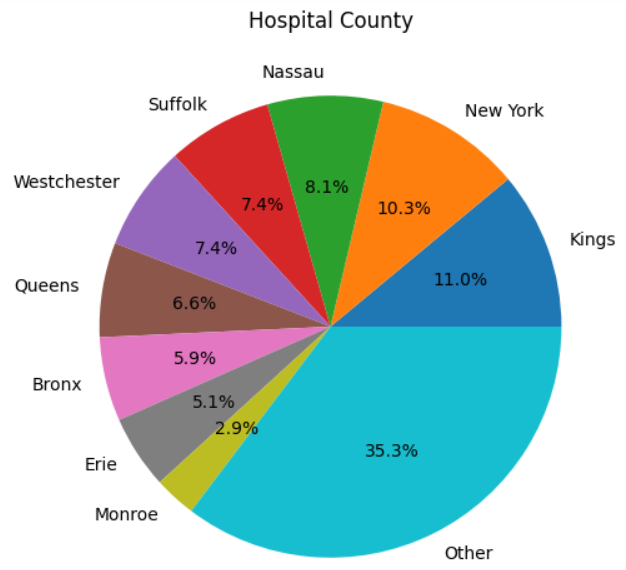 Hospital County
Nassau
New York
Suffolk
Kings
Westchester
Queens
Bronx
Erie
Monroe
Other
8.1%
10.3%
7.4%
11.0%
7.4%
6.6%
5.9%
5.1%
2.9%
35.3%